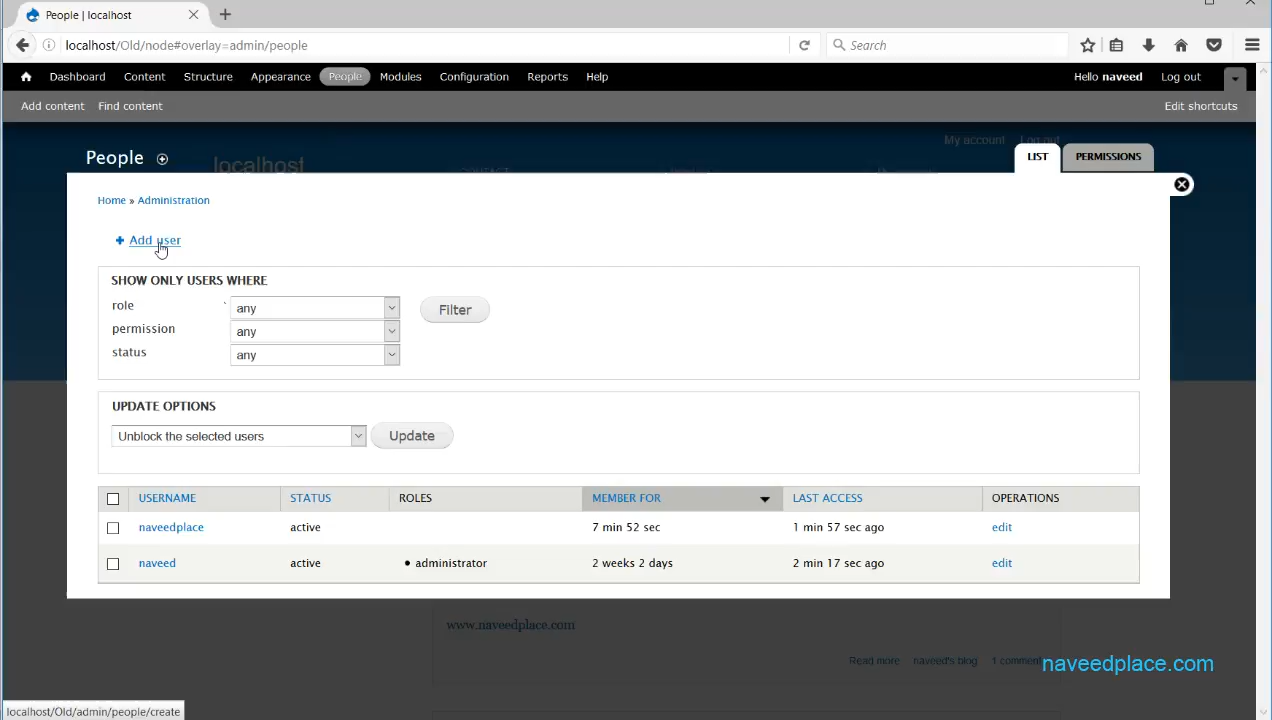 People | localhost
localhost/Old/node#overlay=admin/people
Search
Dashboard Content Structure Appearance People Modules Configuration Reports Help Hello naveed Log out
Add content Find content Edit shortcuts
My account Log out
People localhost LIST PERMISSIONS
Home » Administration
Add user
SHOW ONLY USERS WHERE
role any Filter
permission any
status any
UPDATE OPTIONS
Unblock the selected users Update
USERNAME STATUS ROLES MEMBER FOR LAST ACCESS OPERATIONS
naveedplace active 7 min 52 sec 1 min 57 sec ago edit
naveed active • administrator 2 weeks 2 days 2 min 17 sec ago edit
www.naveedplace.com
Read more naveed's blog 1 comment
naveedplace.com
localhost/Old/admin/people/create